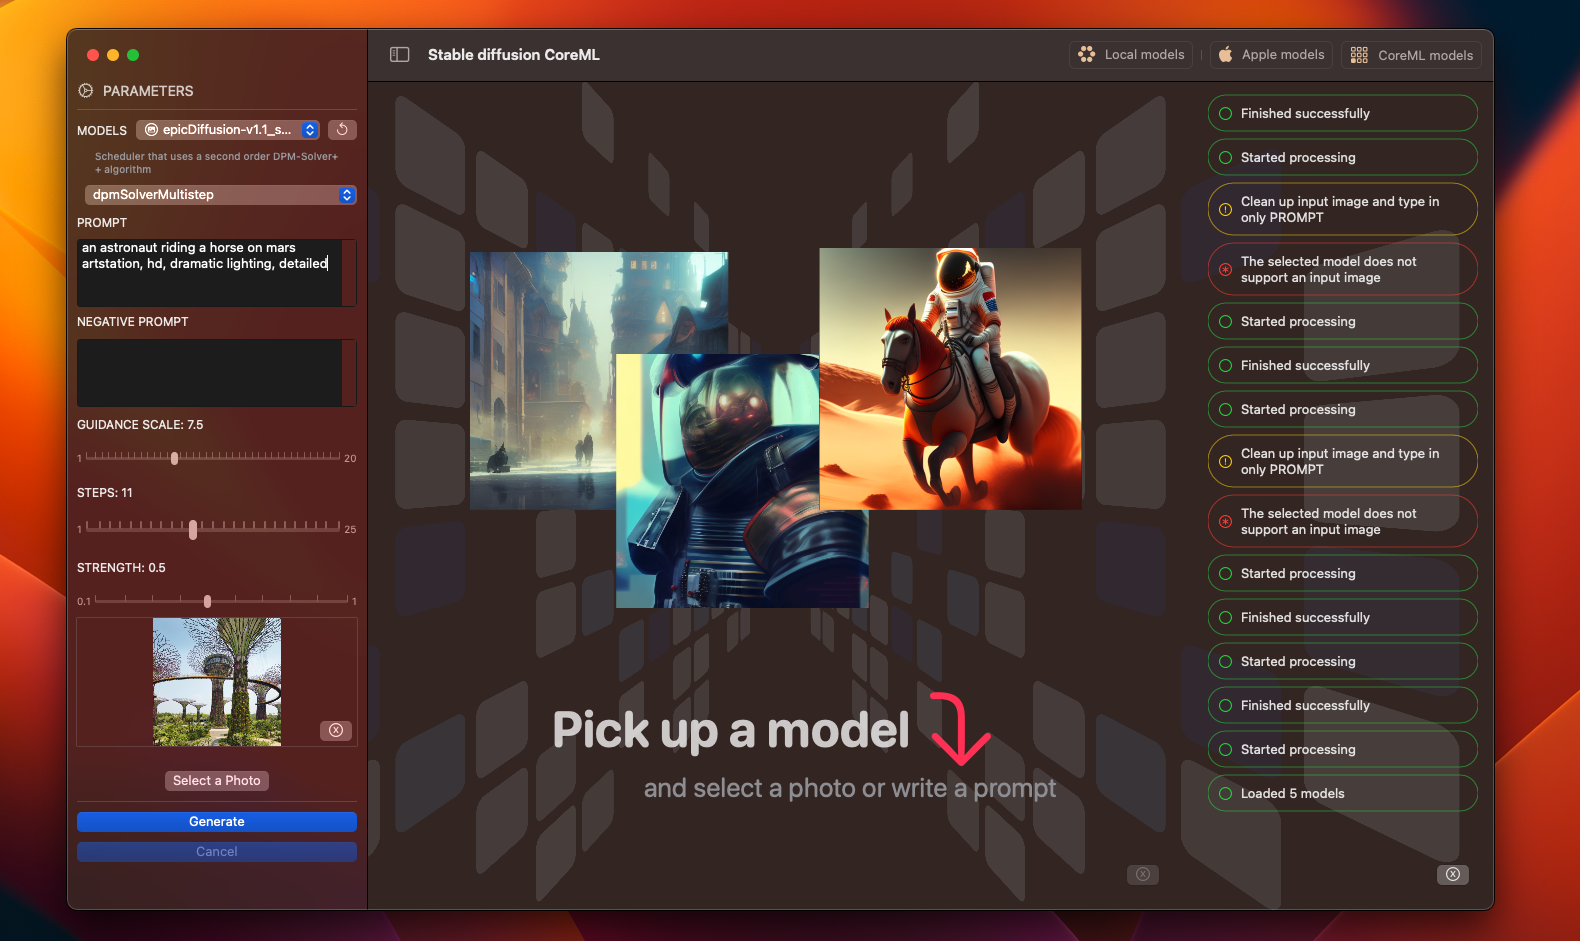 Stable diffusion CoreML
Local models
Apple models
CoreML models
PARAMETERS
MODELS
epicDiffusion-v1.1_s...
Scheduler that uses a second order DPM-Solver+
+ algorithm
dpmSolverMultistep
PROMPT
an astronaut riding a horse on mars
artstation, hd, dramatic lighting, detailed
NEGATIVE PROMPT
GUIDANCE SCALE: 7.5
1
20
STEPS: 11
1
25
STRENGTH: 0.5
0.1
1
Select a Photo
Generate
Cancel
Pick up a model
and select a photo or write a prompt
Finished successfully
Started processing
Clean up input image and type in
only PROMPT
The selected model does not
support an input image
Started processing
Finished successfully
Started processing
Clean up input image and type in
only PROMPT
The selected model does not
support an input image
Started processing
Finished successfully
Started processing
Finished successfully
Started processing
Loaded 5 models